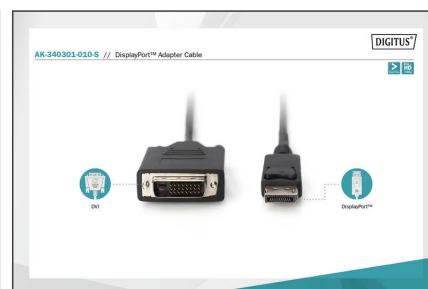 DIGITUS®
AK-340301-010-S // DisplayPort™ Adapter Cable
DVI
DisplayPort™